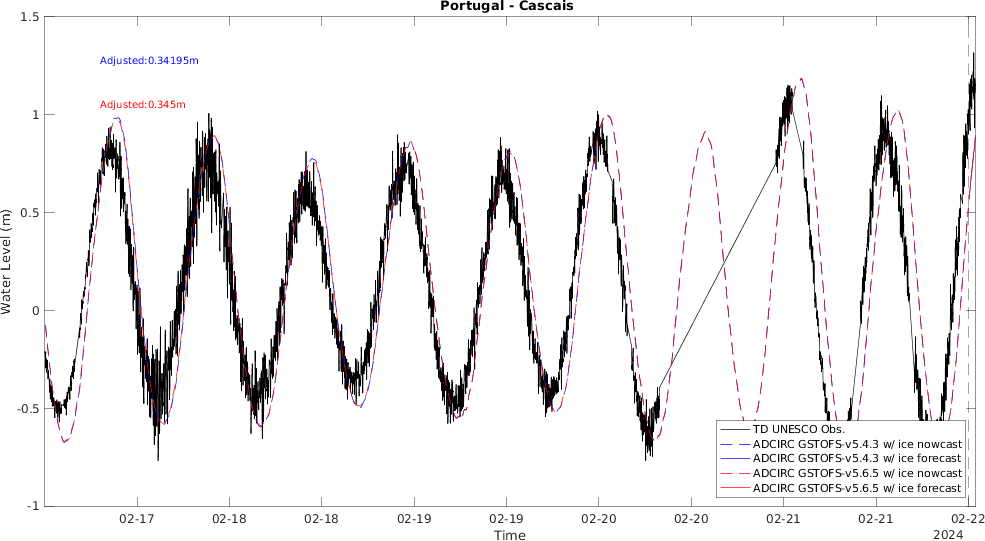 Portugal - Cascais
1.5
Adjusted:0.34195m
Adjusted:0.345m
1
0.5
0
-0.5
-1
Water Level (m)
TD UNESCO Obs.
ADCIRC GSTOFS-v5.4.3 w/ ice nowcast
ADCIRC GSTOFS-v5.4.3 w/ ice forecast
ADCIRC GSTOFS-v5.6.5 w/ ice nowcast
ADCIRC GSTOFS-v5.6.5 w/ ice forecast
02-17 02-18 02-18 02-19 02-19 02-20 02-20 02-21 02-21 02-22
Time
2024